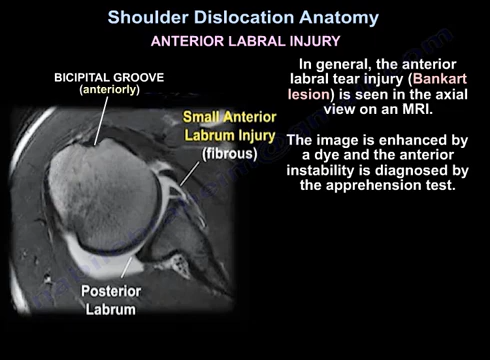 Shoulder Dislocation Anatomy
ANTERIOR LABRAL INJURY
BICIPITAL GROOVE
(anteriorly)
Small Anterior
Labrum Injury
(fibrous)
Posterior
Labrum
In general, the anterior
labral tear injury (Bankart
lesion) is seen in the axial
view on an MRI.
The image is enhanced by
a dye and the anterior
instability is diagnosed by
the apprehension test.